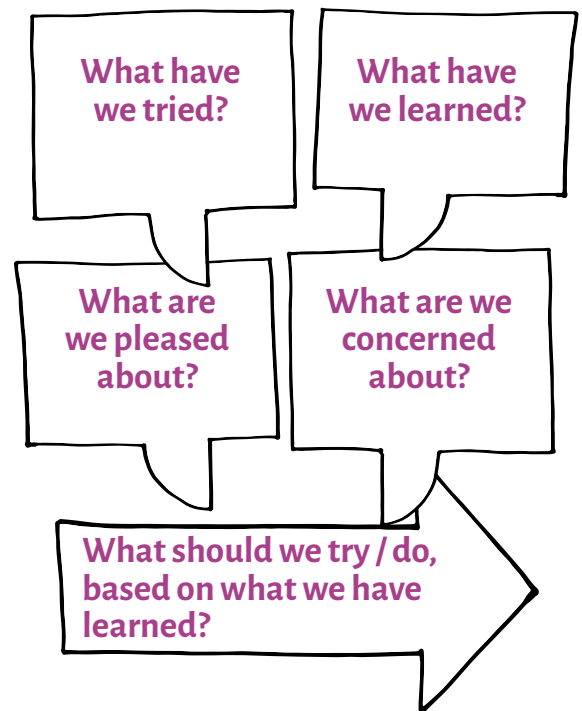 What have
we tried?
What have
we learned?
What are
we pleased
about?
What are we
concerned
about?
What should we try / do,
based on what we have
learned?